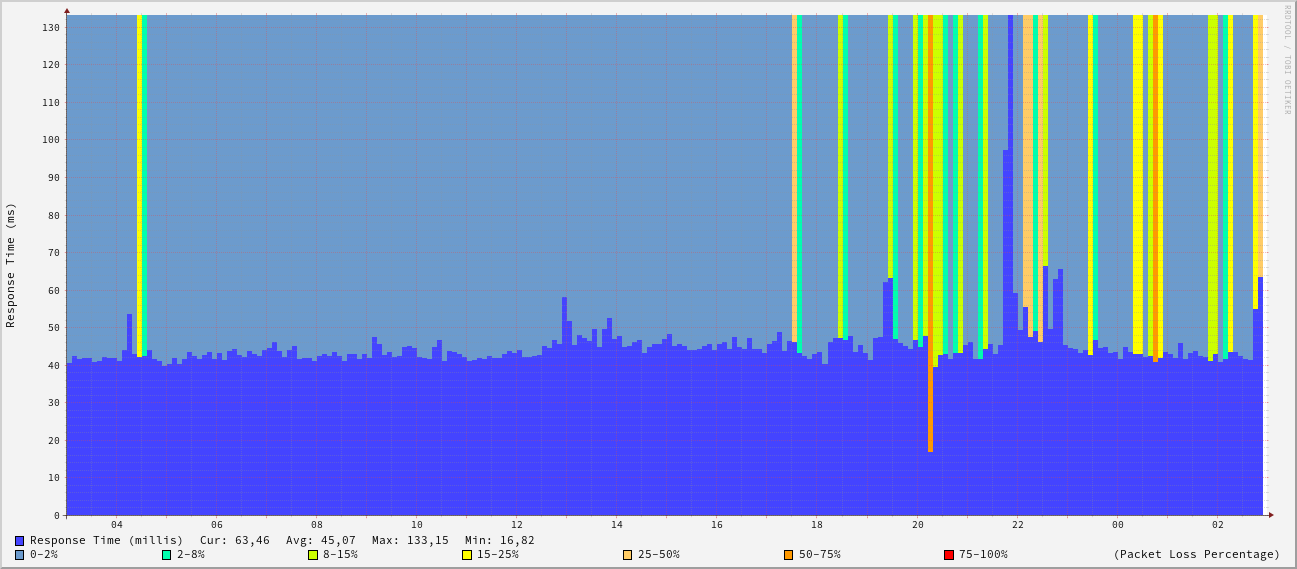 RRDTOOL / TOBI OETIKER
Response Time (ms)
130
120
110
100
90
80
70
60
50
40
30
20
10
0
04 06 08 10 12 14 16 18 20 22 00 02
Response Time (millis) Cur: 63,46 Avg: 45,07 Max: 133,15 Min: 16,82
0-2% 2-8% 8-15% 15-25% 25-50% 50-75% 75-100% (Packet Loss Percentage)